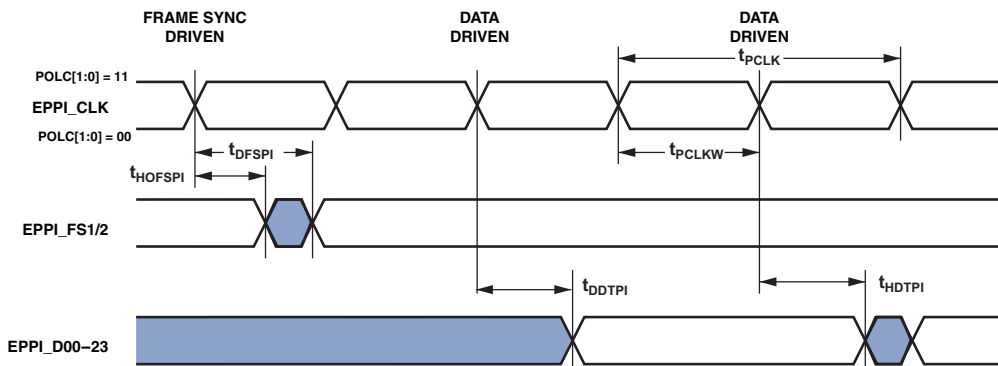 FRAME SYNC
DRIVEN
DATA
DRIVEN
DATA
DRIVEN
tPCLK
POLC[1:0] = 11
EPPI_CLK
POLC[1:0] = 00
tDFSPI
tPCLKW
tHOFSPI
EPPI_FS1/2
tDDTPI
tHDTPI
EPPI_D00–23